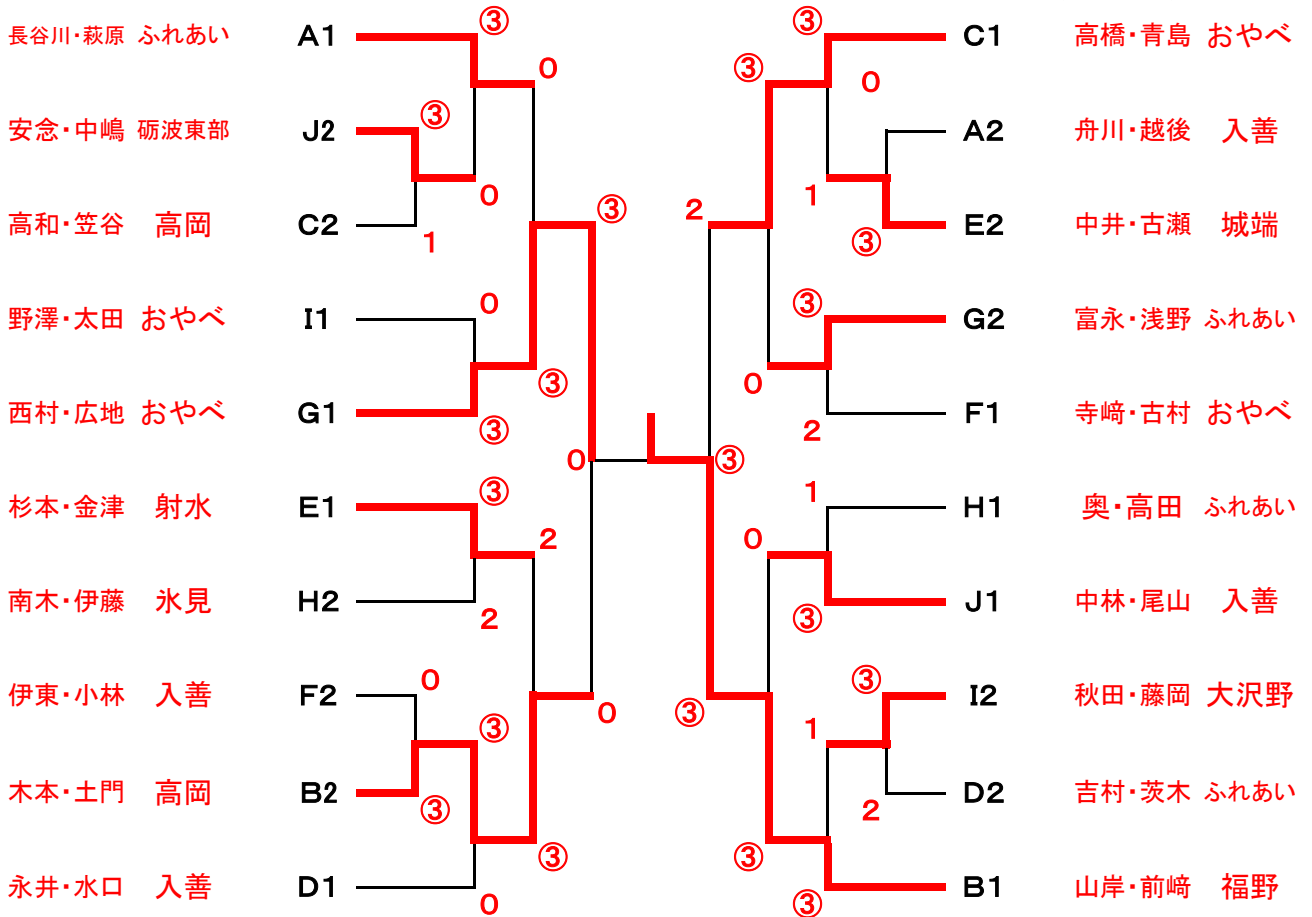 長谷川・萩原 ふれあい A1 ③ ③ C1 高橋・青島 おやべ
0 ③ 0
安念・中嶋 砺波東部 J2 ③ A2 舟川・越後 入善
0 1
高和・笠谷 高岡 C2 1 ③ 2 ③ E2 中井・古瀬 城端
野澤・太田 おやべ I1 0 ③ G2 富永・浅野 ふれあい
③ 0
西村・広地 おやべ G1 ③ 2 F1 寺﨑・古村 おやべ
0 ③
杉本・金津 射水 E1 ③ 1 H1 奥・高田 ふれあい
2 0
南木・伊藤 氷見 H2 2 ③ J1 中林・尾山 入善
伊東・小林 入善 F2 0 ③ I2 秋田・藤岡 大沢野
③ 0 ③ 1
木本・土門 高岡 B2 ③ 2 D2 吉村・茨木 ふれあい
③ ③
永井・水口 入善 D1 0 ③ B1 山岸・前﨑 福野